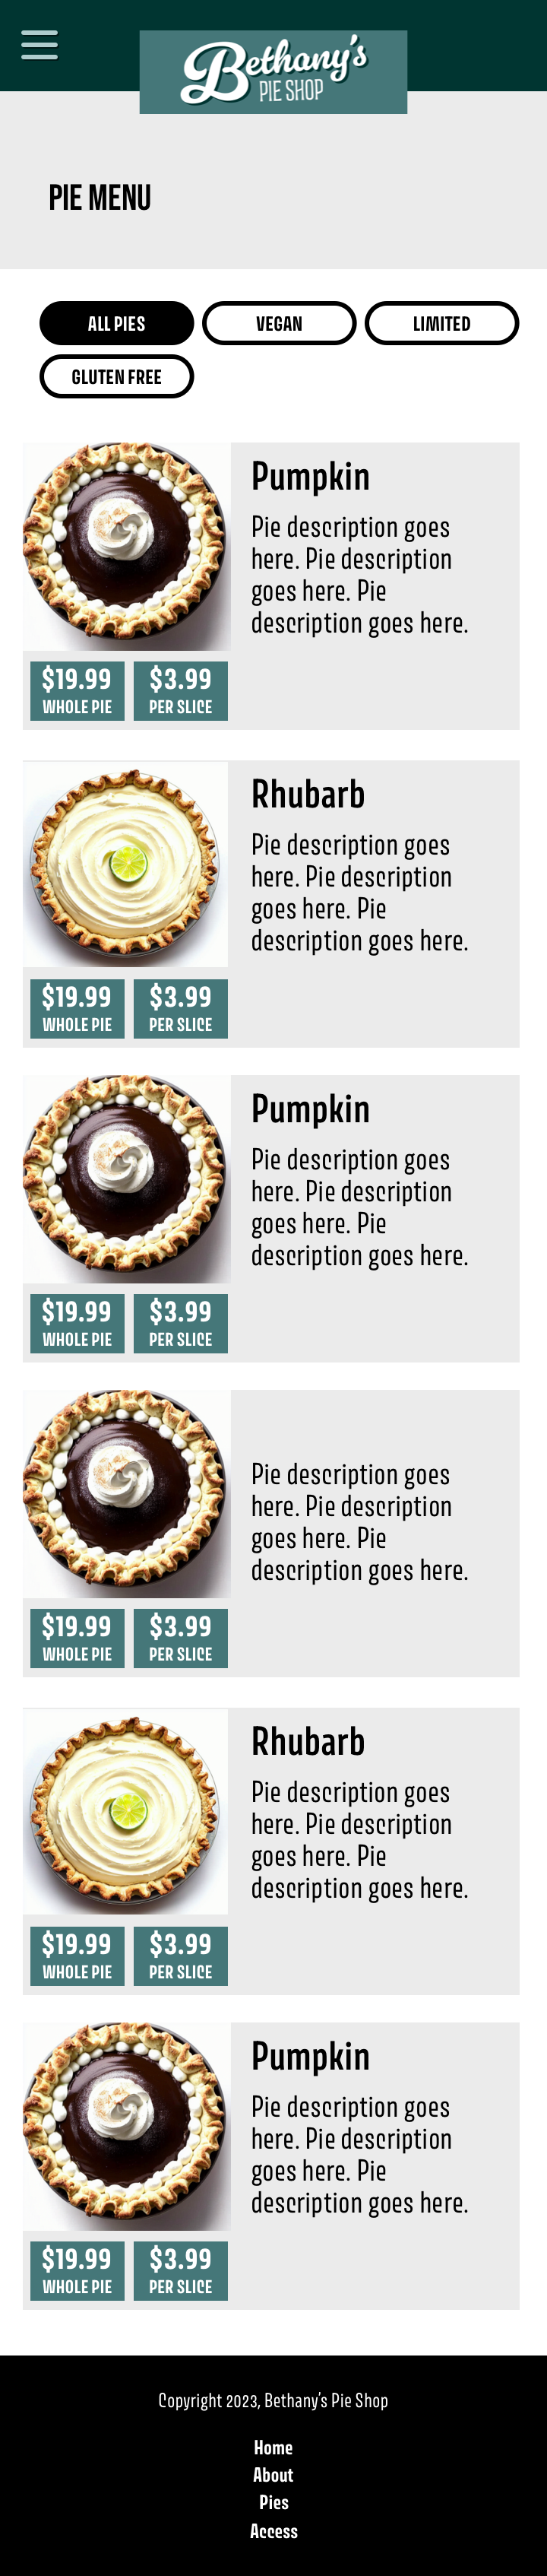 Bethany's
PIE SHOP
PIE MENU
ALL PIES
VEGAN
LIMITED
GLUTEN FREE
Pumpkin
Pie description goes
here. Pie description
goes here. Pie
description goes here.
$19.99
WHOLE PIE
$3.99
PER SLICE
Rhubarb
Pie description goes
here. Pie description
goes here. Pie
description goes here.
$19.99
WHOLE PIE
$3.99
PER SLICE
Pumpkin
Pie description goes
here. Pie description
goes here. Pie
description goes here.
$19.99
WHOLE PIE
$3.99
PER SLICE
Pie description goes
here. Pie description
goes here. Pie
description goes here.
$19.99
WHOLE PIE
$3.99
PER SLICE
Rhubarb
Pie description goes
here. Pie description
goes here. Pie
description goes here.
$19.99
WHOLE PIE
$3.99
PER SLICE
Pumpkin
Pie description goes
here. Pie description
goes here. Pie
description goes here.
$19.99
WHOLE PIE
$3.99
PER SLICE
Copyright 2023, Bethany's Pie Shop
Home
About
Pies
Access